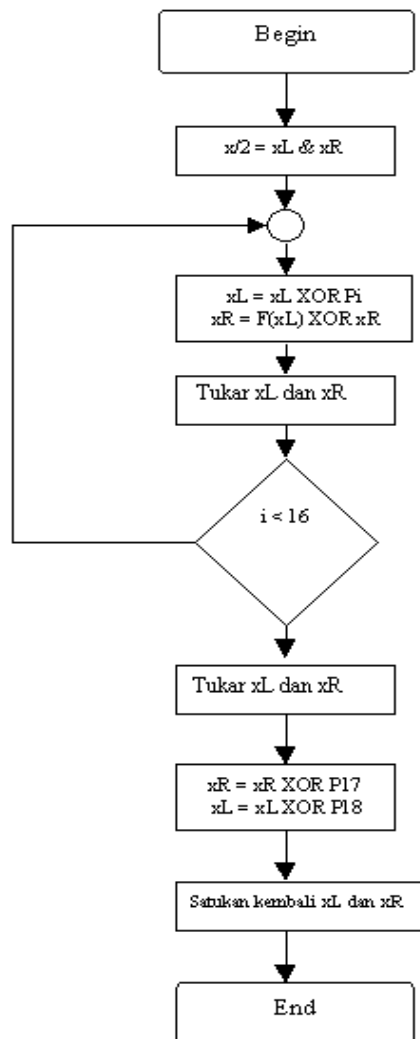 Begin
x/2 = xL & xR
xL = xL XOR Pi
xR = F(xL) XOR xR
Tukar xL dan xR
i < 16
Tukar xL dan xR
xR = xR XOR P17
xL = xL XOR P18
Satukan kembali xL dan xR
End